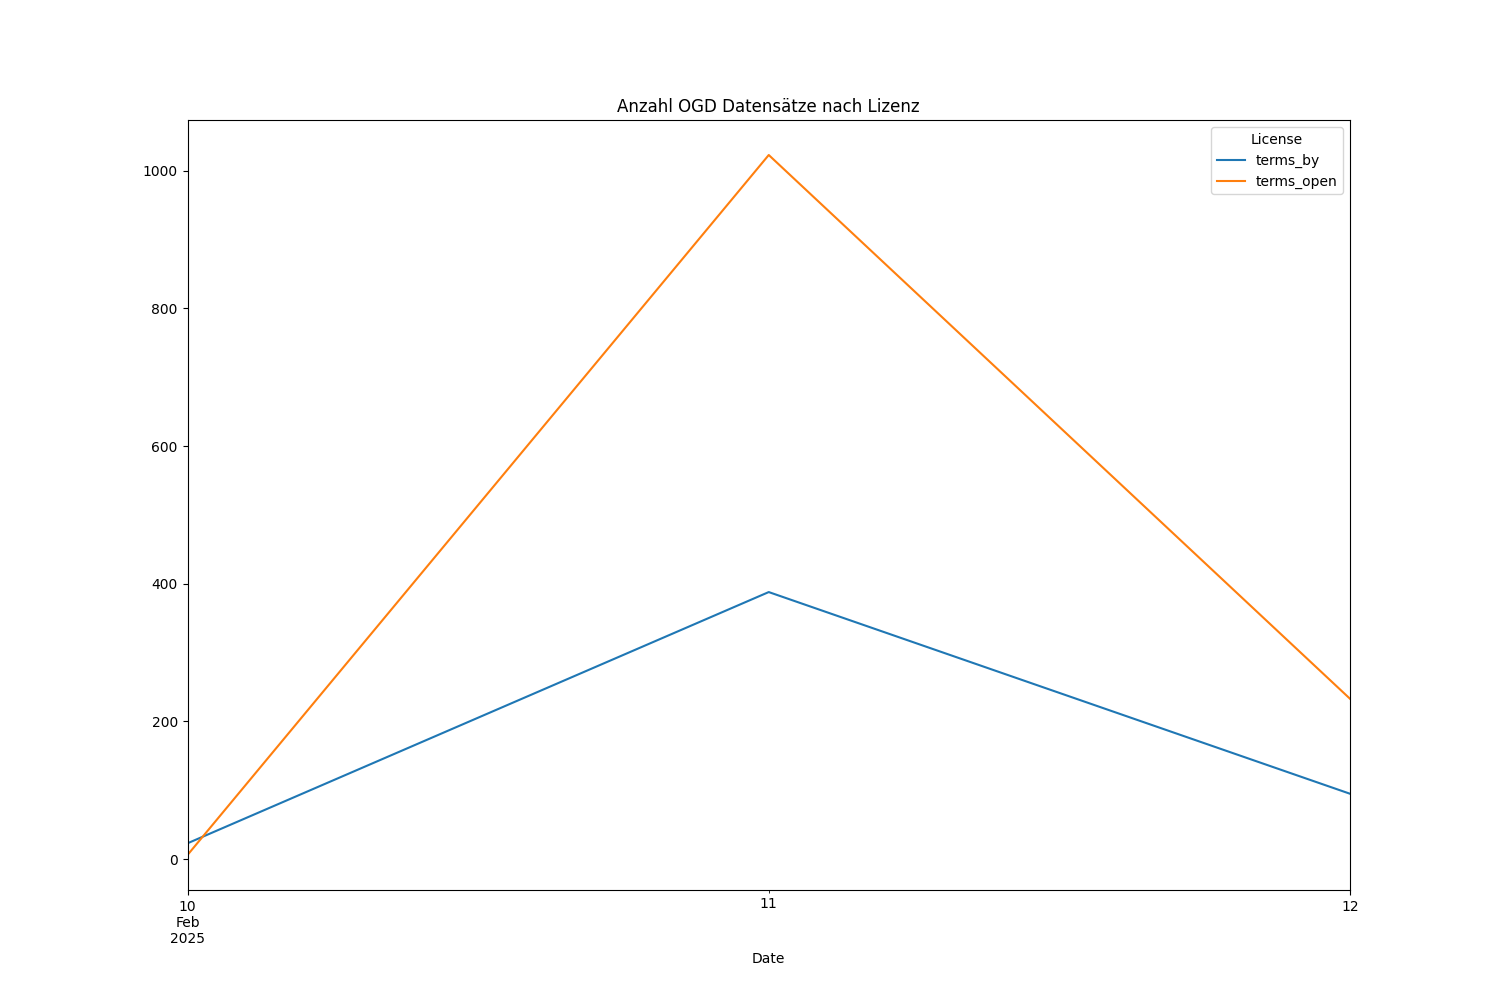 Anzahl OGD Datensätze nach Lizenz
License
terms_by
terms_open
1000
800
600
400
200
0
10
Feb
2025
11
12
Date